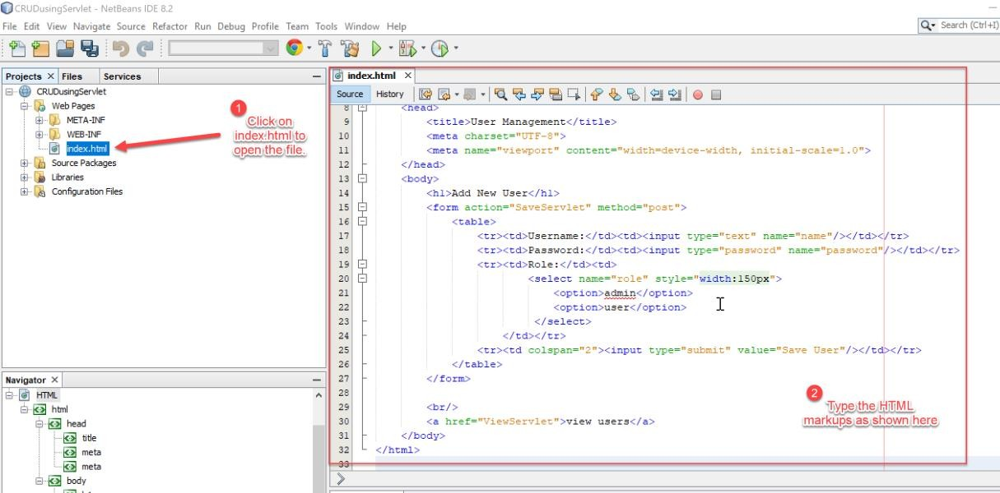 CRUDusingServlet - NetBeans IDE 8.2
File Edit View Navigate Source Refactor Run Debug Profile Team Tools Window Help
Search (Ctrl+I)
Projects Files Services
CRUDusingServlet
Web Pages
META-INF
WEB-INF
index.html
Source Packages
Libraries
Configuration Files
1
Click on
index.html to
open the file.
Navigator
HTML
html
head
title
meta
meta
body
index.html
Source History
8 <head>
9 <title>User Management</title>
10 <meta charset="UTF-8">
11 <meta name="viewport" content="width=device-width, initial-scale=1.0">
12 </head>
13 <body>
14 <h1>Add New User</h1>
15 <form action="SaveServlet" method="post">
16 <table>
17 <tr><td>Username:</td><td><input type="text" name="name"/></td></tr>
18 <tr><td>Password:</td><td><input type="password" name="password"/></td></tr>
19 <tr><td>Role:</td><td>
20 <select name="role" style="width:150px">
21 <option>admin</option>
22 <option>user</option>
23 </select>
24 </td></tr>
25 <tr><td colspan="2"><input type="submit" value="Save User"/></td></tr>
26 </table>
27 </form>
28
29 <br/>
30 <a href="ViewServlet">view users</a>
31 </body>
32 </html>
33
2
Type the HTML
markups as shown here